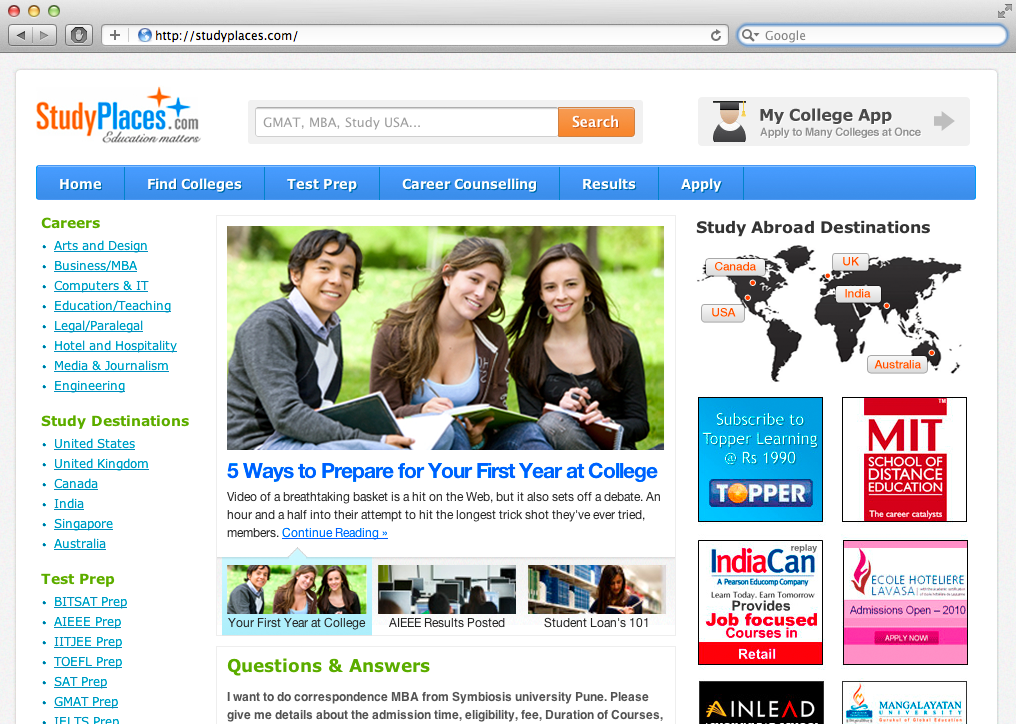 http://studyplaces.com/
Google
StudyPlaces.com
Education matters
GMAT, MBA, Study USA...
Search
My College App
Apply to Many Colleges at Once
Home
Find Colleges
Test Prep
Career Counselling
Results
Apply
Careers
• Arts and Design
• Business/MBA
• Computers & IT
• Education/Teaching
• Legal/Paralegal
• Hotel and Hospitality
• Media & Journalism
• Engineering
Study Destinations
• United States
• United Kingdom
• Canada
• India
• Singapore
• Australia
Test Prep
• BITSAT Prep
• AIEEE Prep
• IITJEE Prep
• TOEFL Prep
• SAT Prep
• GMAT Prep
• IELTS Prep
5 Ways to Prepare for Your First Year at College
Video of a breathtaking basket is a hit on the Web, but it also sets off a debate. An
hour and a half into their attempt to hit the longest trick shot they've ever tried,
members. Continue Reading »
Your First Year at College
AIEEE Results Posted
Student Loan's 101
Questions & Answers
I want to do correspondence MBA from Symbiosis university Pune. Please
give me details about the admission time, eligibility, fee, Duration of Courses,
Study Abroad Destinations
Canada
UK
India
USA
Australia
Subscribe to
Topper Learning
@ Rs 1990
TOPPER
TM
MIT
SCHOOL OF
DISTANCE
EDUCATION
The career catalysts
replay
IndiaCan
A Pearson Educomp Company
Learn Today. Earn Tomorrow
Provides
Job focused
Courses in
Retail
ECOLE HOTELIERE
LAVASA
Admissions Open – 2010
APPLY NOW!
AINLEAD
MANGALAYATAN
UNIVERSITY